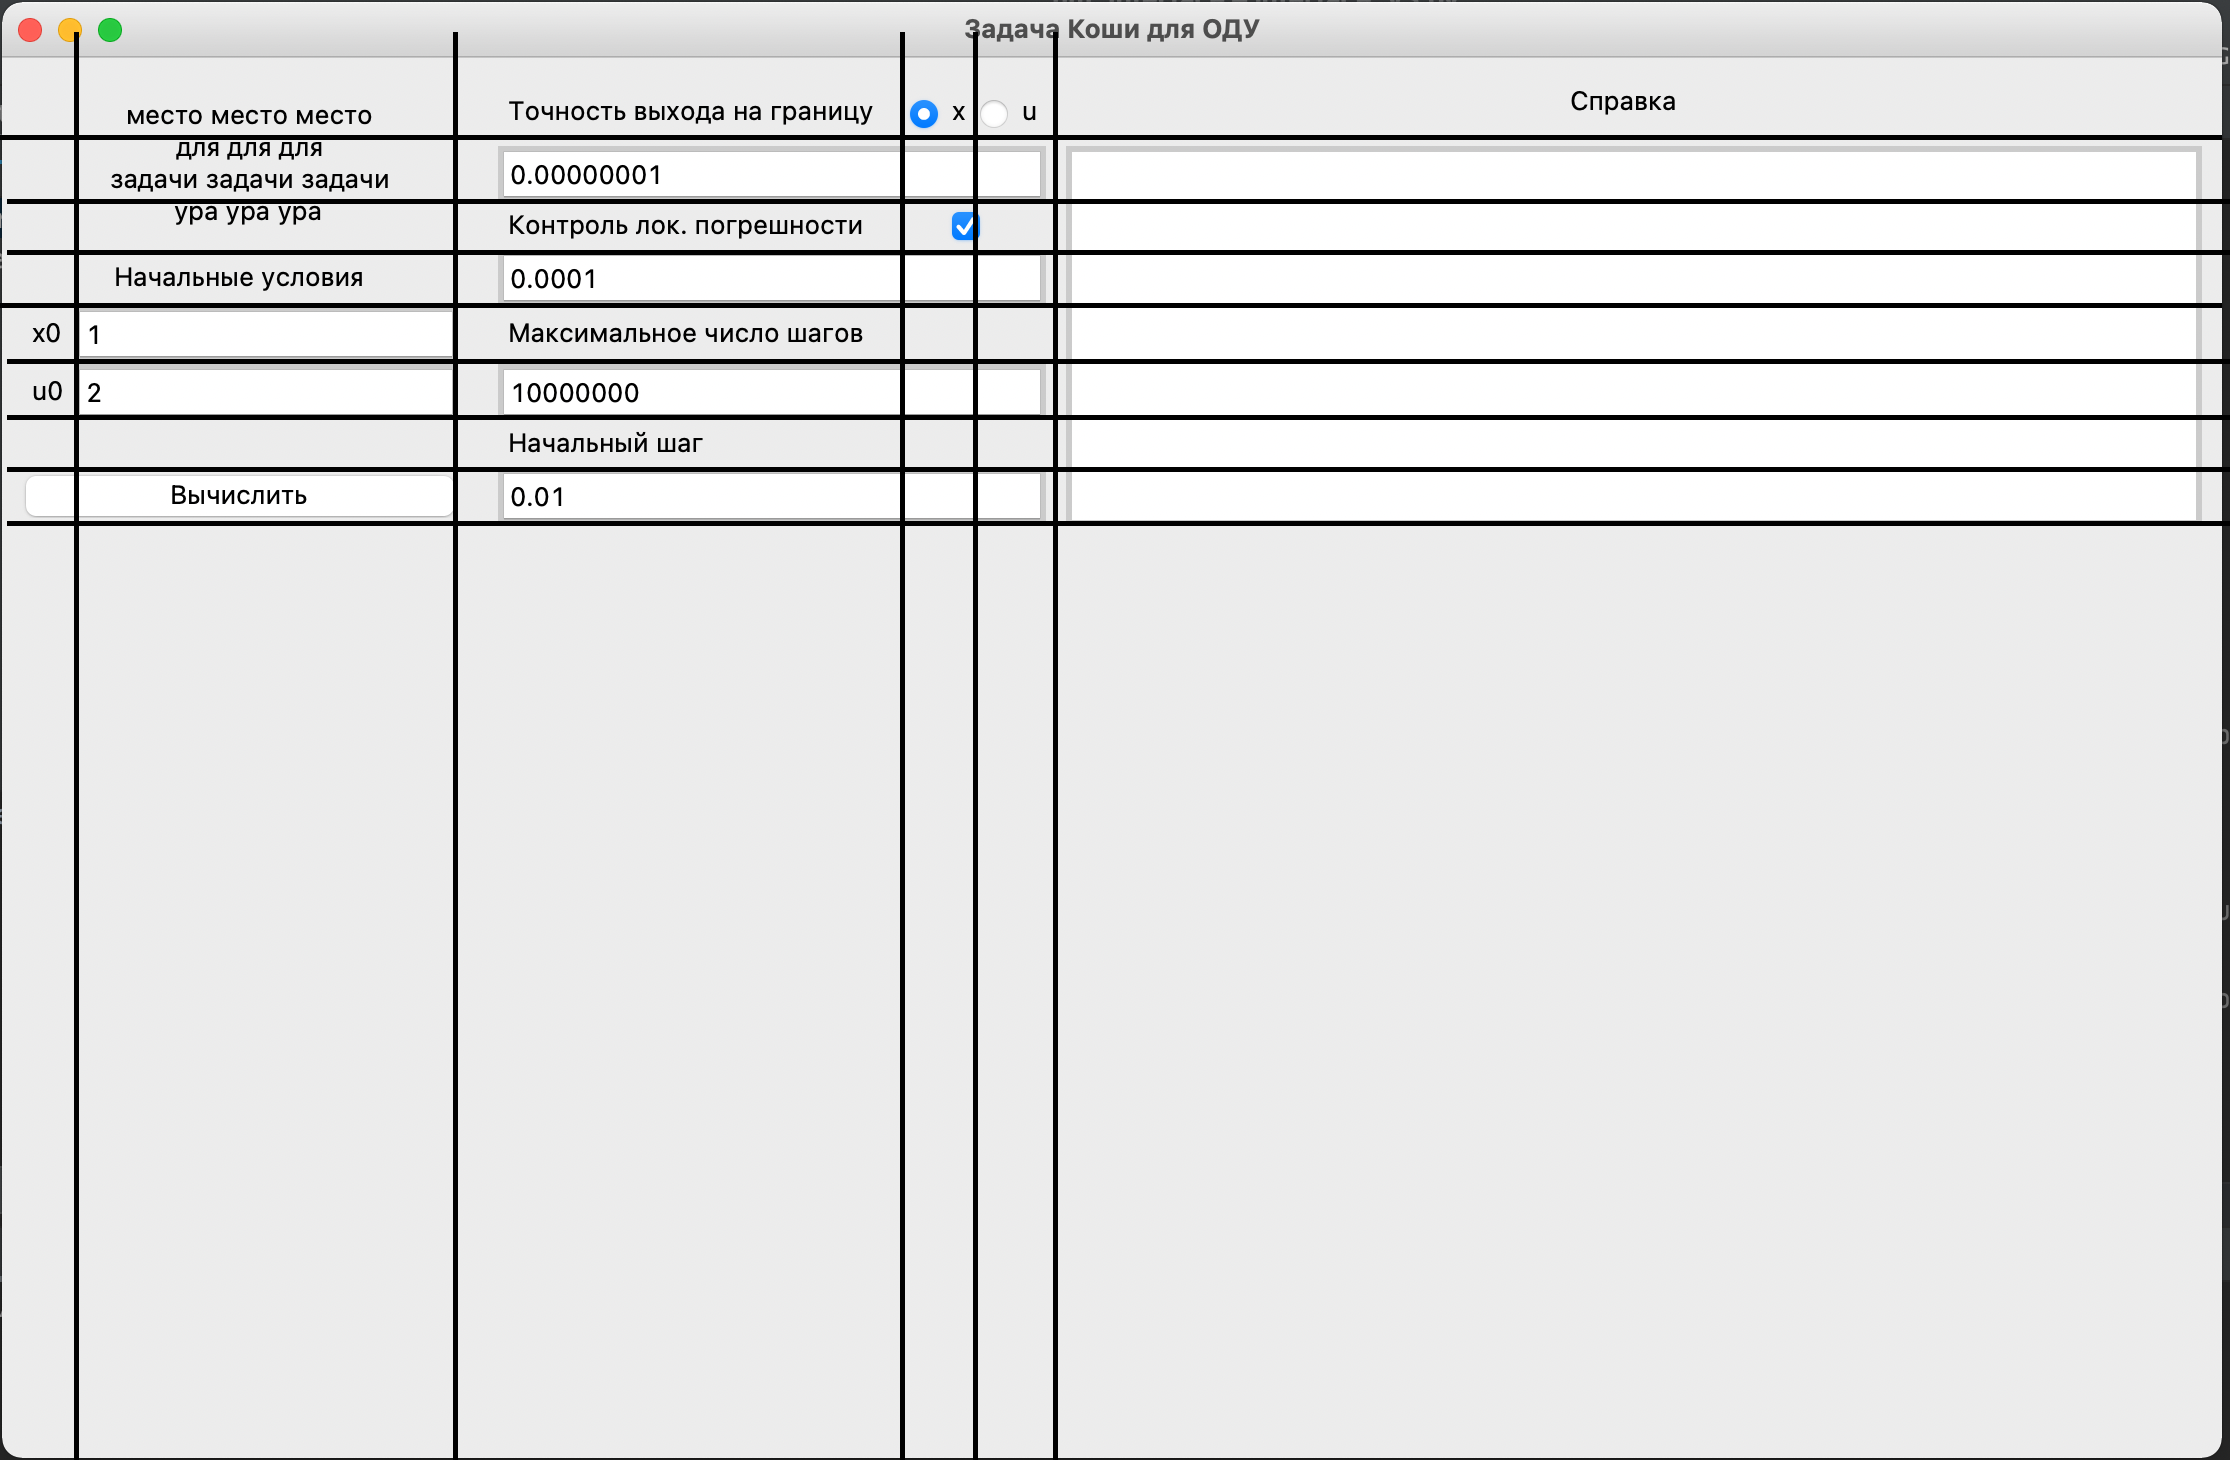 Задача Коши для ОДУ
место место место
для для для
задачи задачи задачи
ура ура ура
Начальные условия
x0
1
u0
2
Вычислить
Точность выхода на границу
x
u
0.00000001
Контроль лок. погрешности
0.0001
Максимальное число шагов
10000000
Начальный шаг
0.01
Справка